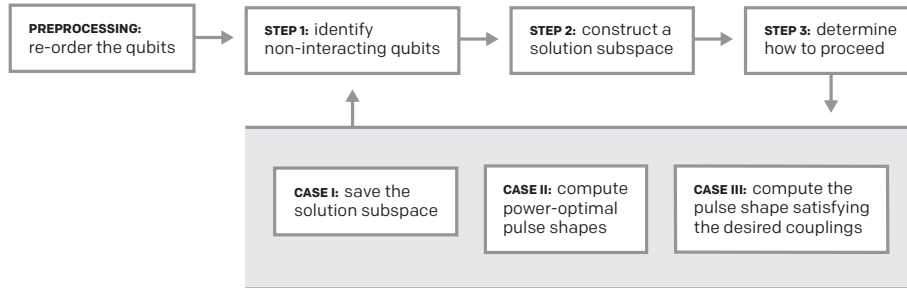 PREPROCESSING:
re-order the qubits
STEP 1: identify
non-interacting qubits
STEP 2: construct a
solution subspace
STEP 3: determine
how to proceed
CASE I: save the
solution subspace
CASE II: compute
power-optimal
pulse shapes
CASE III: compute the
pulse shape satisfying
the desired couplings